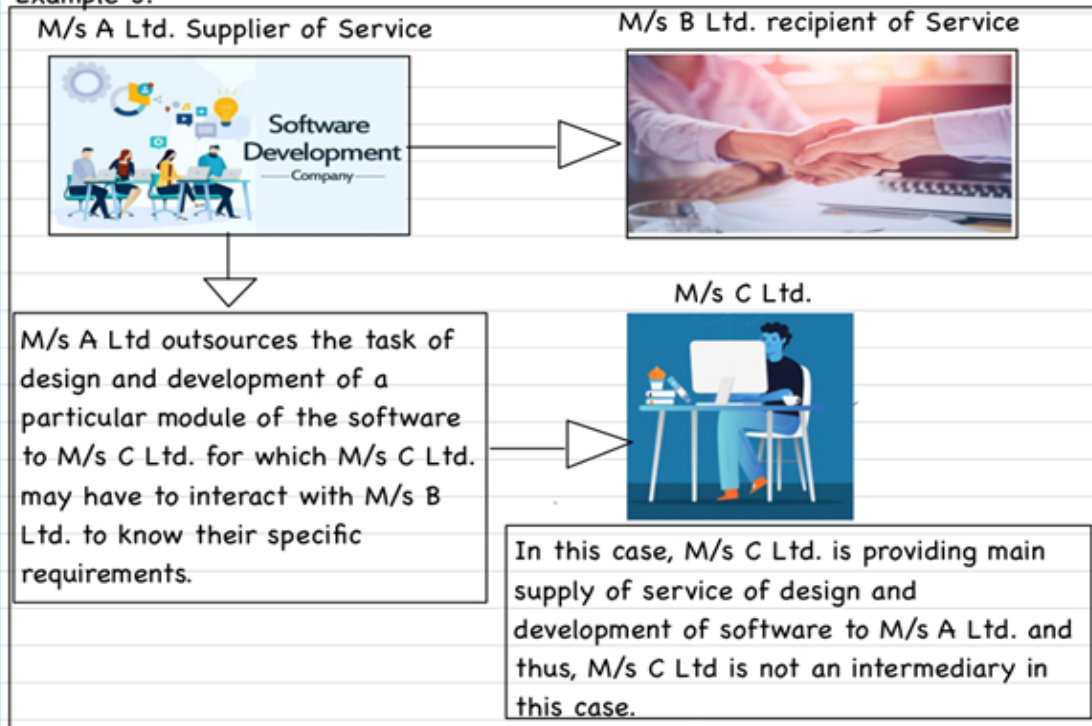 M/s A Ltd. Supplier of Service
M/s B Ltd. recipient of Service
Software
Development
Company
M/s A Ltd outsources the task of
design and development of a
particular module of the software
to M/s C Ltd. for which M/s C Ltd.
may have to interact with M/s B
Ltd. to know their specific
requirements.
M/s C Ltd.
In this case, M/s C Ltd. is providing main
supply of service of design and
development of software to M/s A Ltd. and
thus, M/s C Ltd is not an intermediary in
this case.